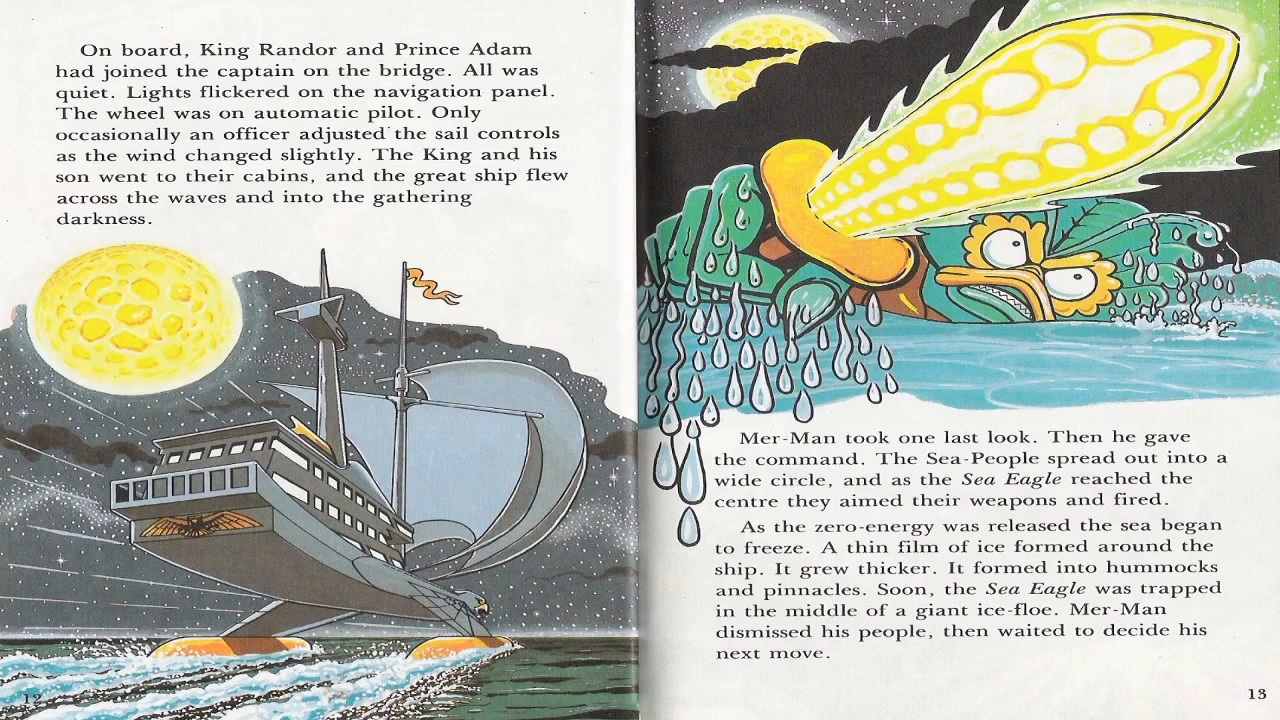 On board, King Randor and Prince Adam
had joined the captain on the bridge. All was
quiet. Lights flickered on the navigation panel.
The wheel was on automatic pilot. Only
occasionally an officer adjusted the sail controls
as the wind changed slightly. The King and his
son went to their cabins, and the great ship flew
across the waves and into the gathering
darkness.
12
Mer-Man took one last look. Then he gave
the command. The Sea-People spread out into a
wide circle, and as the Sea Eagle reached the
centre they aimed their weapons and fired.
As the zero-energy was released the sea began
to freeze. A thin film of ice formed around the
ship. It grew thicker. It formed into hummocks
and pinnacles. Soon, the Sea Eagle was trapped
in the middle of a giant ice-floe. Mer-Man
dismissed his people, then waited to decide his
next move.
13